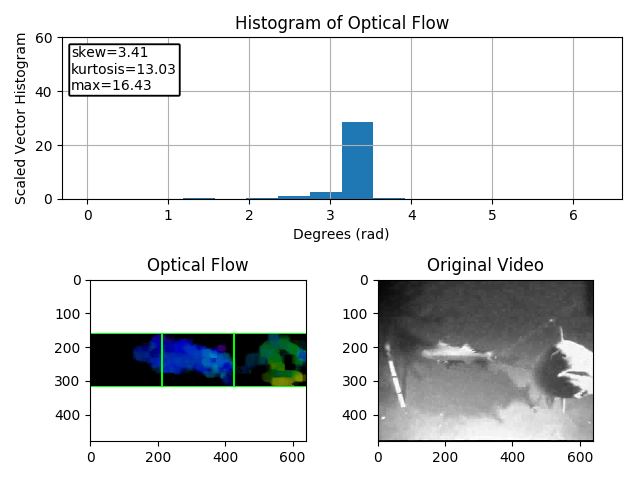 Histogram of Optical Flow
Scaled Vector Histogram
60
40
20
0
skew=3.41
kurtosis=13.03
max=16.43
0 1 2 3 4 5 6
Degrees (rad)
Optical Flow
0
100
200
300
400
0 200 400 600
Original Video
0
100
200
300
400
0 200 400 600